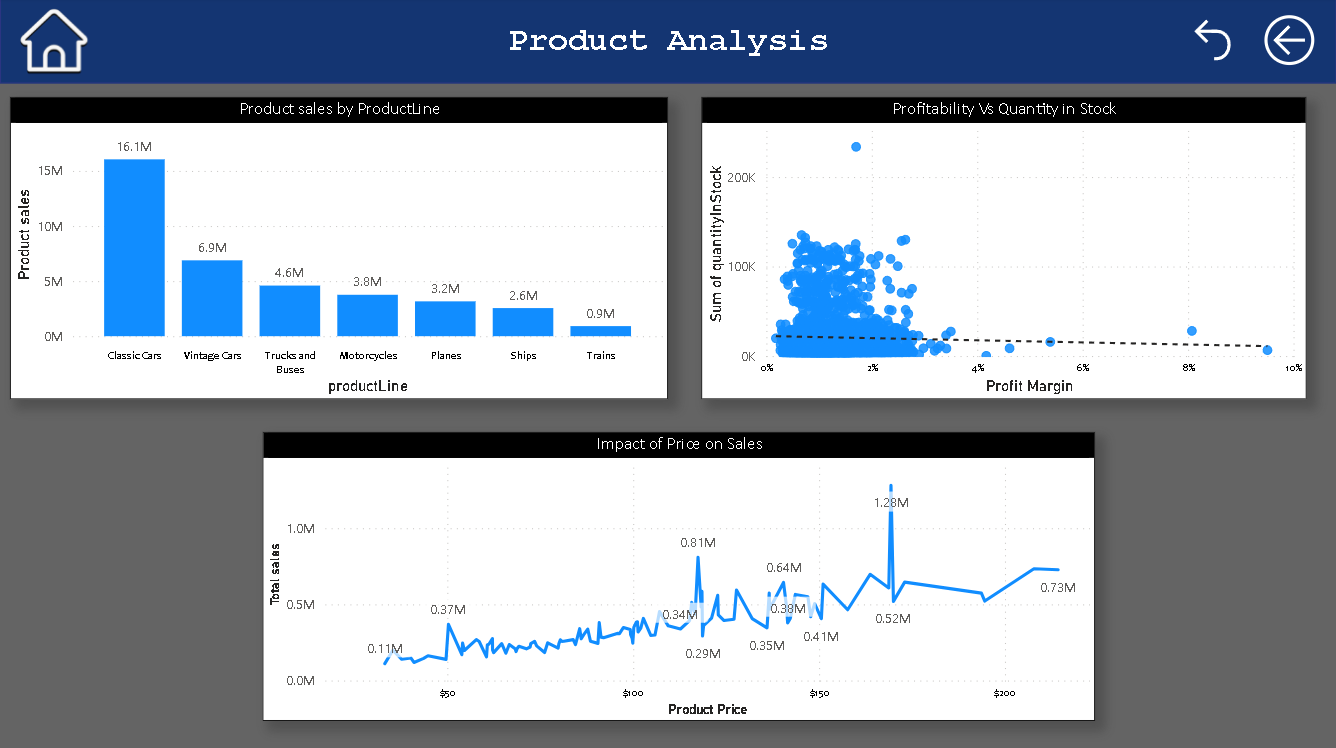 Product Analysis
Product sales by ProductLine
Product sales
15M
10M
5M
0M
16.1M
6.9M
4.6M
3.8M
3.2M
2.6M
0.9M
Classic Cars
Vintage Cars
Trucks and
Buses
Motorcycles
Planes
Ships
Trains
productLine
Profitability Vs Quantity in Stock
Sum of quantityInStock
200K
100K
0K
0%
2%
4%
6%
8%
10%
Profit Margin
Impact of Price on Sales
Total sales
1.0M
0.5M
0.0M
0.11M
0.37M
0.34M
0.81M
0.29M
0.64M
0.35M
0.38M
0.41M
1.28M
0.52M
0.73M
$50
$100
$150
$200
Product Price